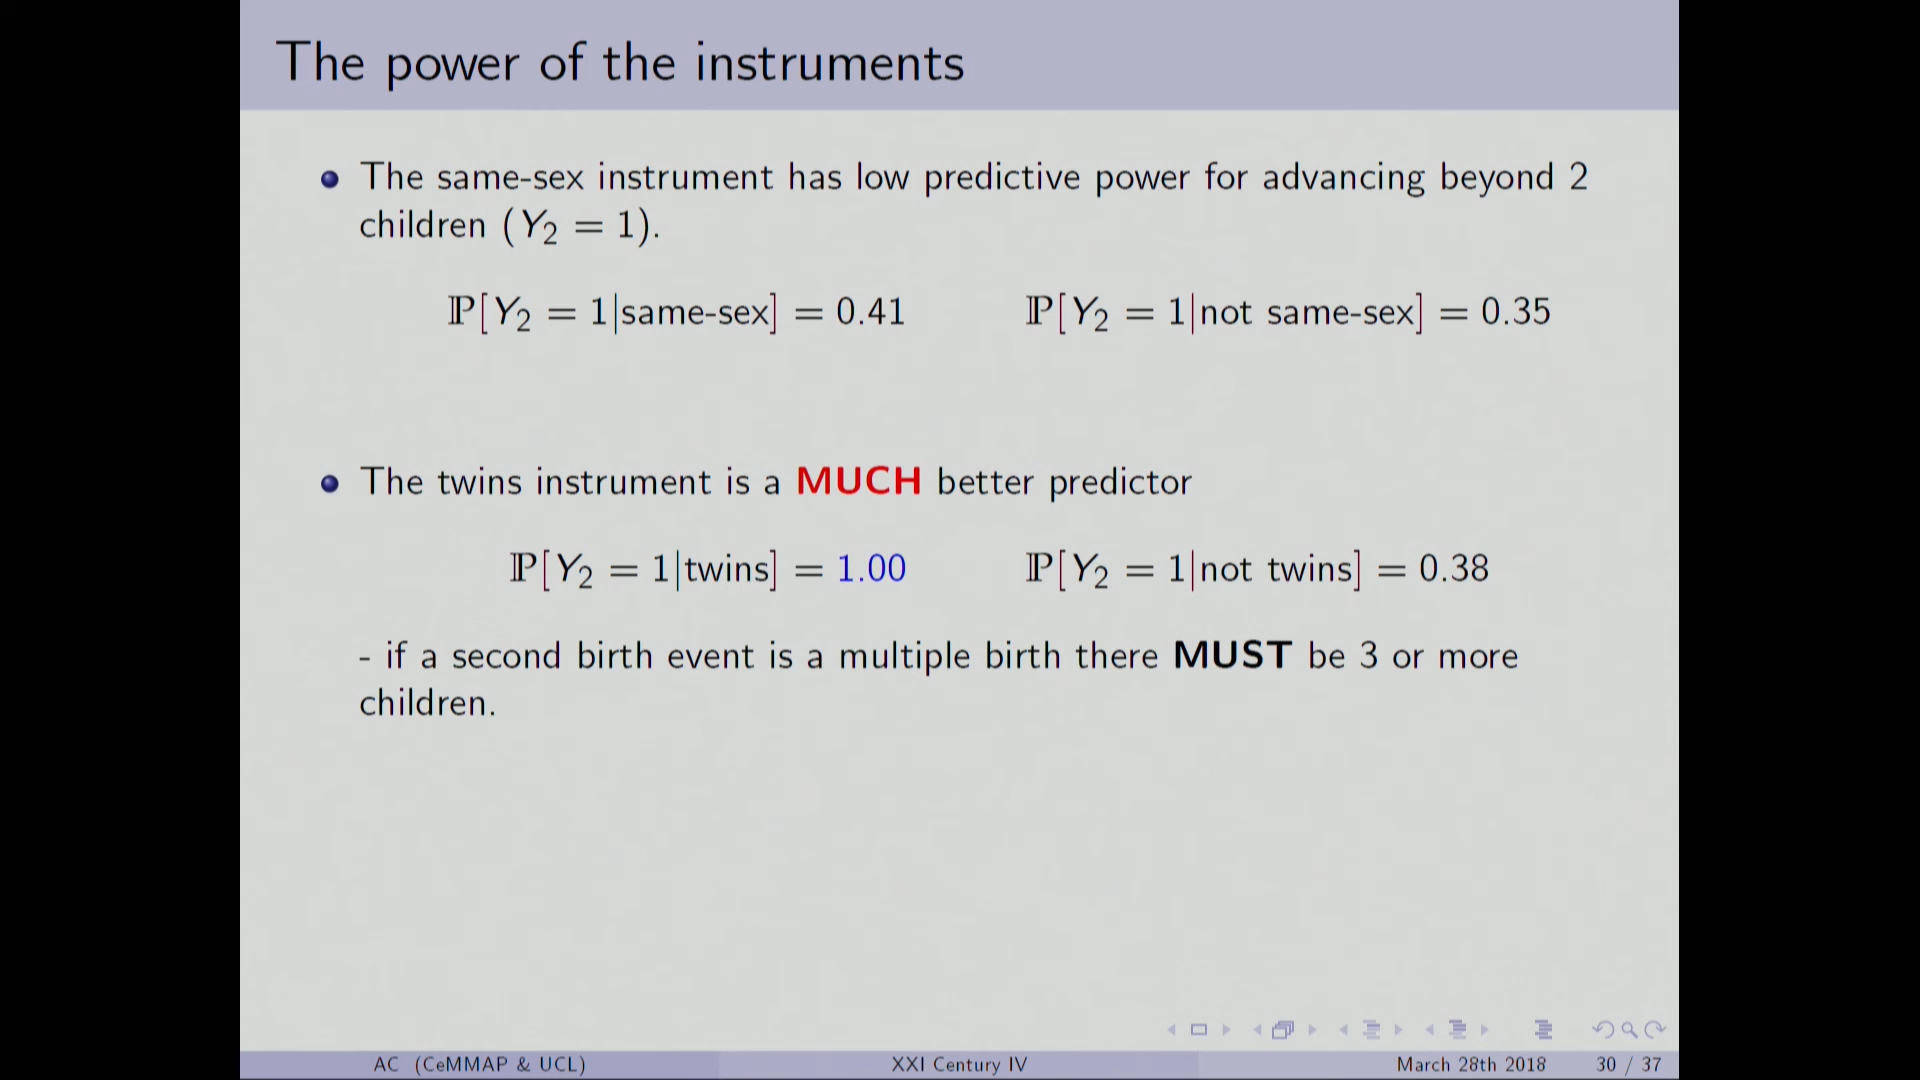 The power of the instruments
The same-sex instrument has low predictive power for advancing beyond 2
children (Y₂ = 1).
ℙ[Y₂ = 1|same-sex] = 0.41 ℙ[Y₂ = 1|not same-sex] = 0.35
The twins instrument is a MUCH better predictor
ℙ[Y₂ = 1|twins] = 1.00 ℙ[Y₂ = 1|not twins] = 0.38
- if a second birth event is a multiple birth there MUST be 3 or more
children.
AC (CeMMAP & UCL) XXI Century IV March 28th 2018 30 / 37